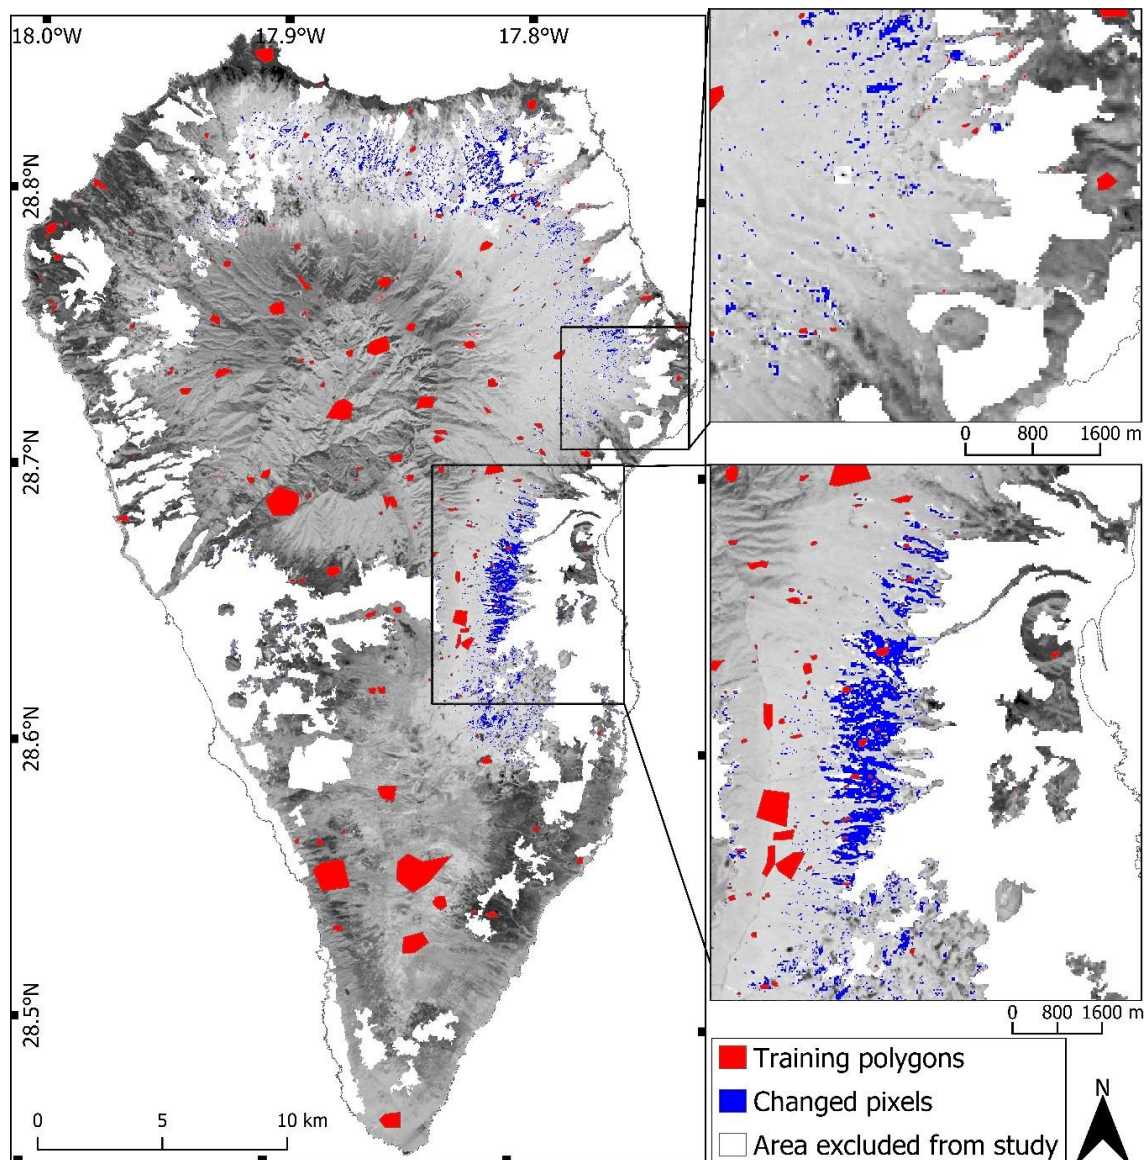 18.0°W
17.9°W
17.8°W
28.8°N
28.7°N
28.6°N
28.5°N
0 5 10 km
0 800 1600 m
0 800 1600 m
Training polygons
Changed pixels
Area excluded from study
N